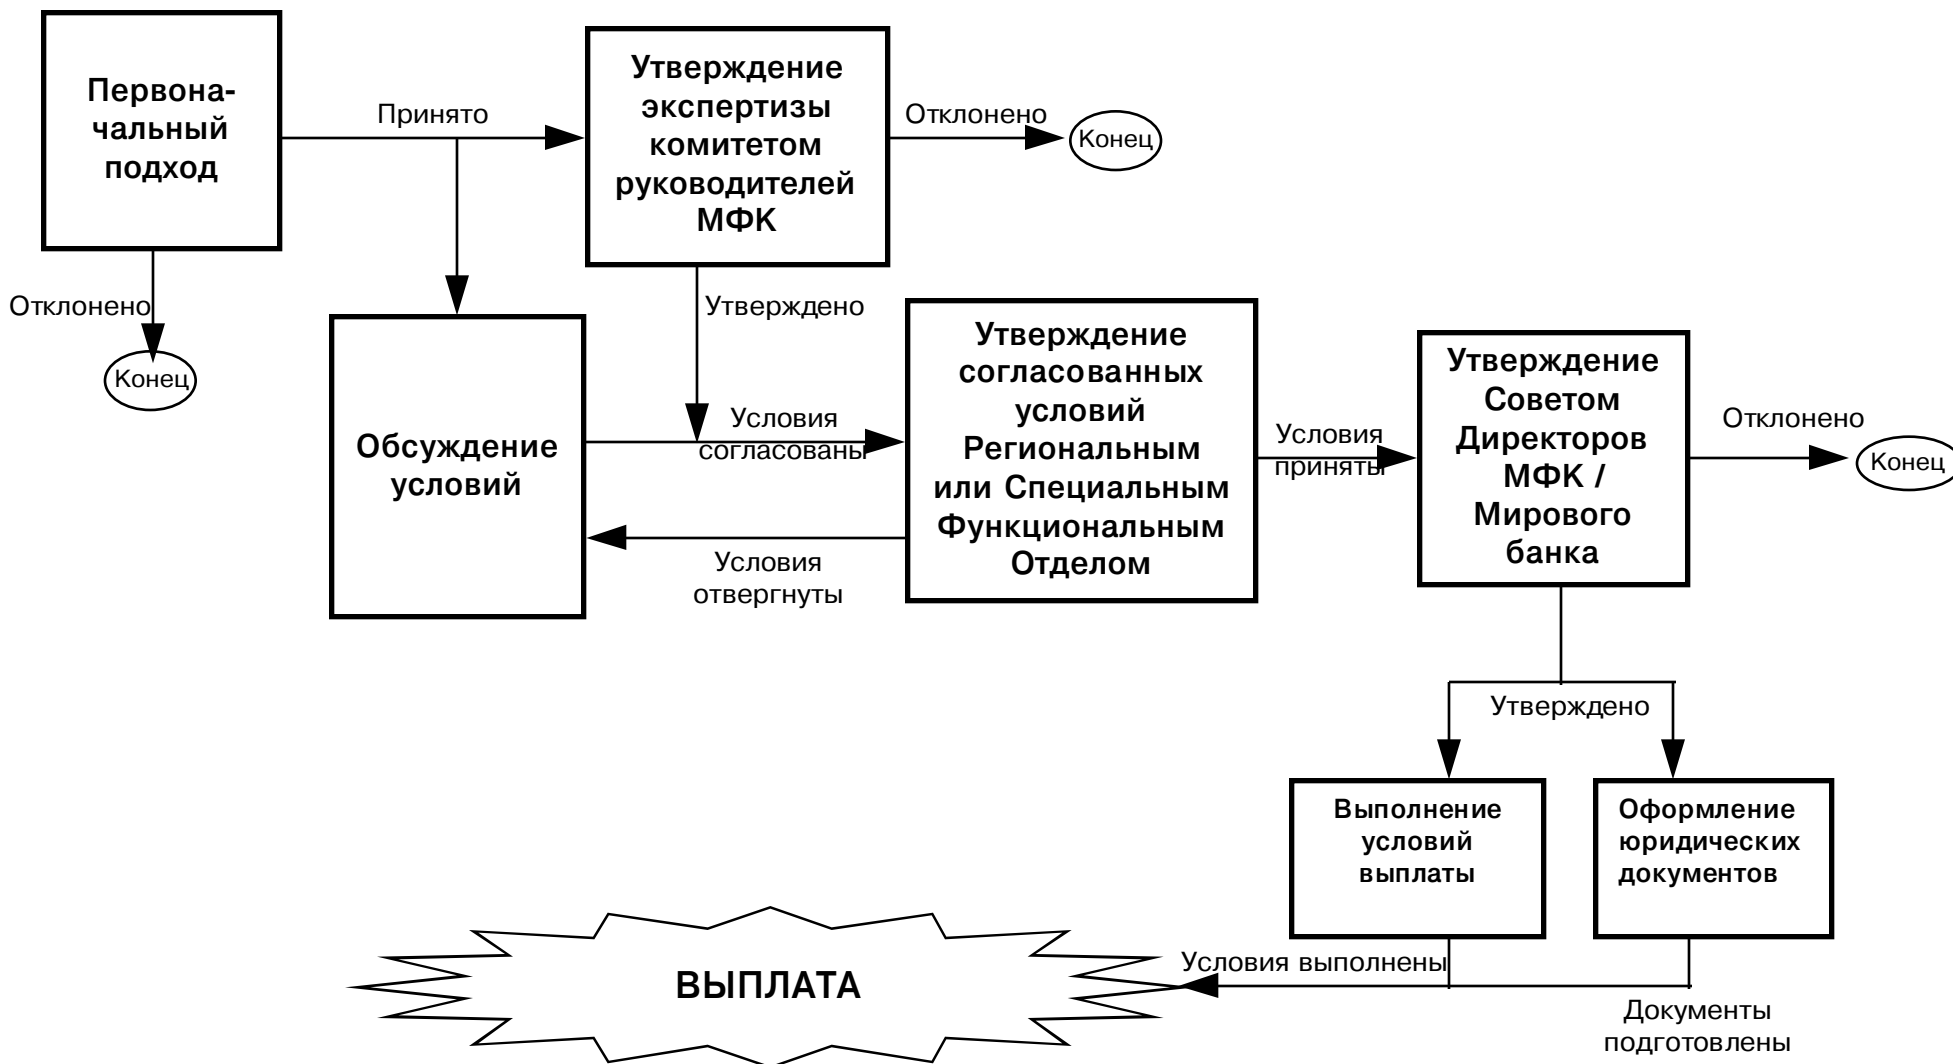 Первона-
чальный
подход
Принято
Утверждение
экспертизы
комитетом
руководителей
МФК
Отклонено
Конец
Отклонено
Конец
Утверждено
Обсуждение
условий
Условия
согласованы
Условия
отвергнуты
Утверждение
согласованных
условий
Региональным
или Специальным
Функциональным
Отделом
Условия
приняты
Утверждение
Советом
Директоров
МФК /
Мирового
банка
Отклонено
Конец
Утверждено
Выполнение
условий
выплаты
Оформление
юридических
документов
Условия выполнены
Документы
подготовлены
ВЫПЛАТА